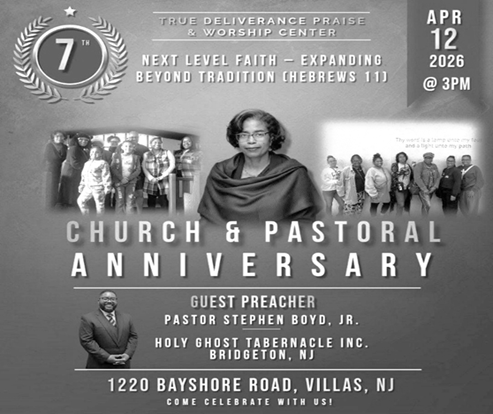 7TH
TRUE DELIVERANCE PRAISE
& WORSHIP CENTER
NEXT LEVEL FAITH – EXPANDING
BEYOND TRADITION (HEBREWS 11)
APR
12
2026
@ 3PM
CHURCH & PASTORAL
ANNIVERSARY
GUEST PREACHER
PASTOR STEPHEN BOYD, JR.
HOLY GHOST TABERNACLE INC.
BRIDGETON, NJ
1220 BAYSHORE ROAD, VILLAS, NJ
COME CELEBRATE WITH US!